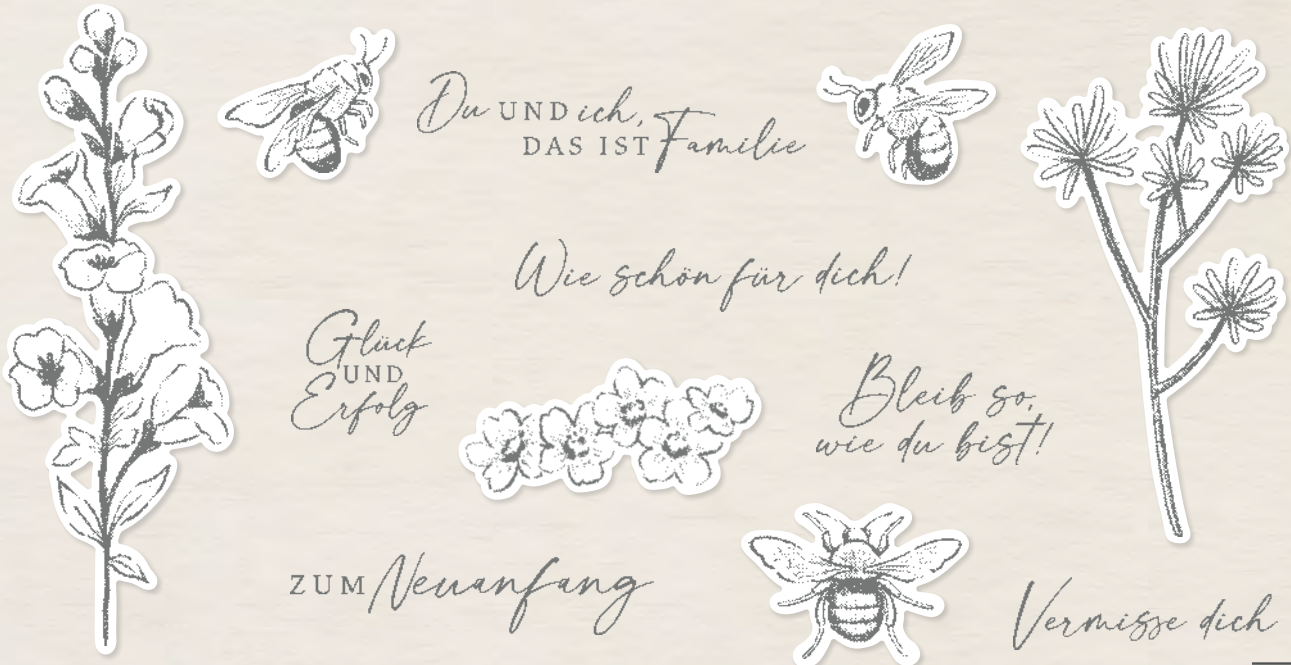 Du UND ich,
DAS IST Familie
Wie schön für dich!
Glück
UND
Erfolg
Bleib so,
wie du bist!
ZUM Neuanfang
Vermisse dich